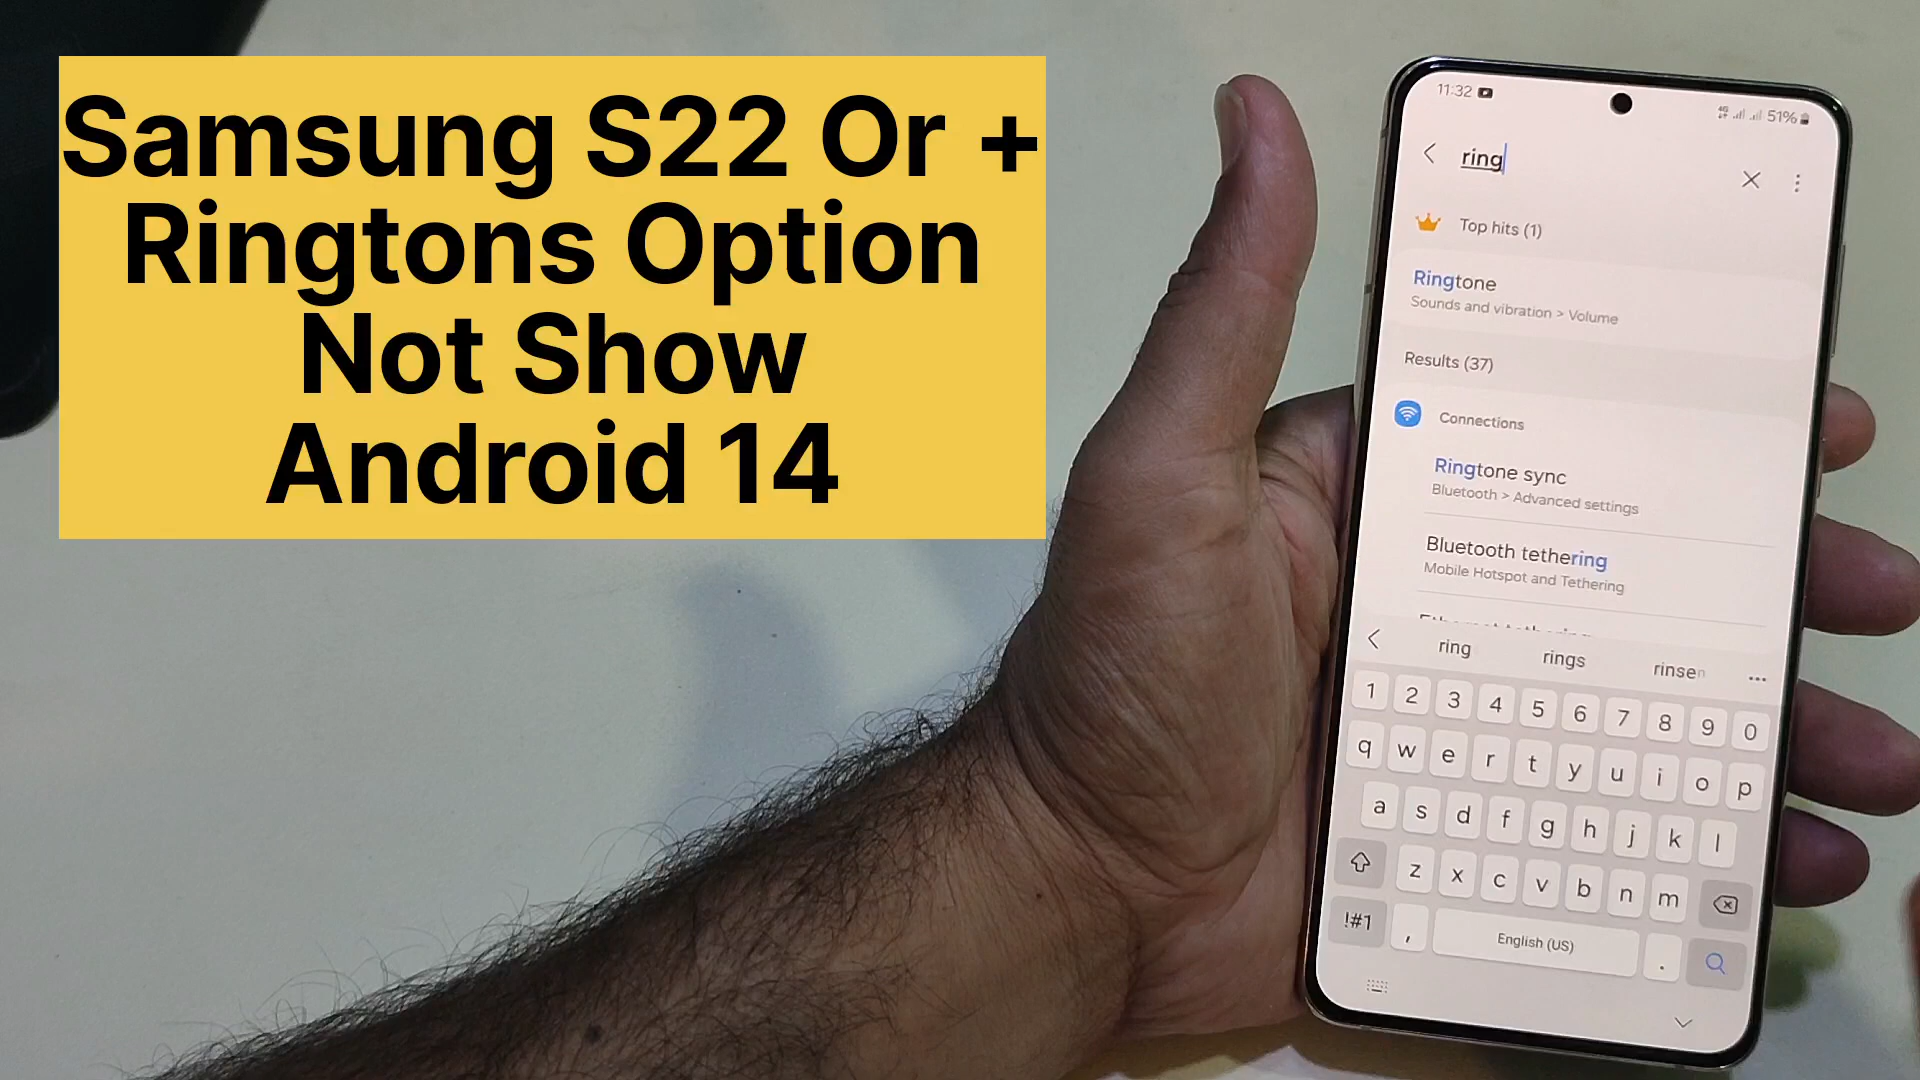 Samsung S22 Or +
Ringtons Option
Not Show
Android 14
11:32
4G 51%
ring
Top hits (1)
Ringtone
Sounds and vibration > Volume
Results (37)
Connections
Ringtone sync
Bluetooth > Advanced settings
Bluetooth tethering
Mobile Hotspot and Tethering
ring rings rinsen
1 2 3 4 5 6 7 8 9 0
q w e r t y u i o p
a s d f g h j k l
z x c v b n m
!#1 , English (US) .